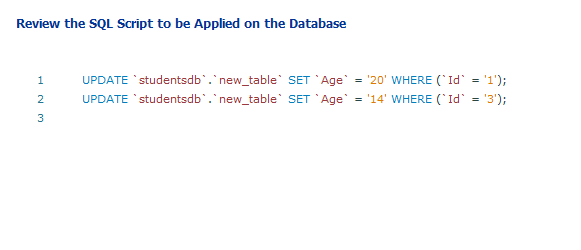 Review the SQL Script to be Applied on the Database
1 UPDATE `studentsdb`.`new_table` SET `Age` = '20' WHERE (`Id` = '1');
2 UPDATE `studentsdb`.`new_table` SET `Age` = '14' WHERE (`Id` = '3');
3